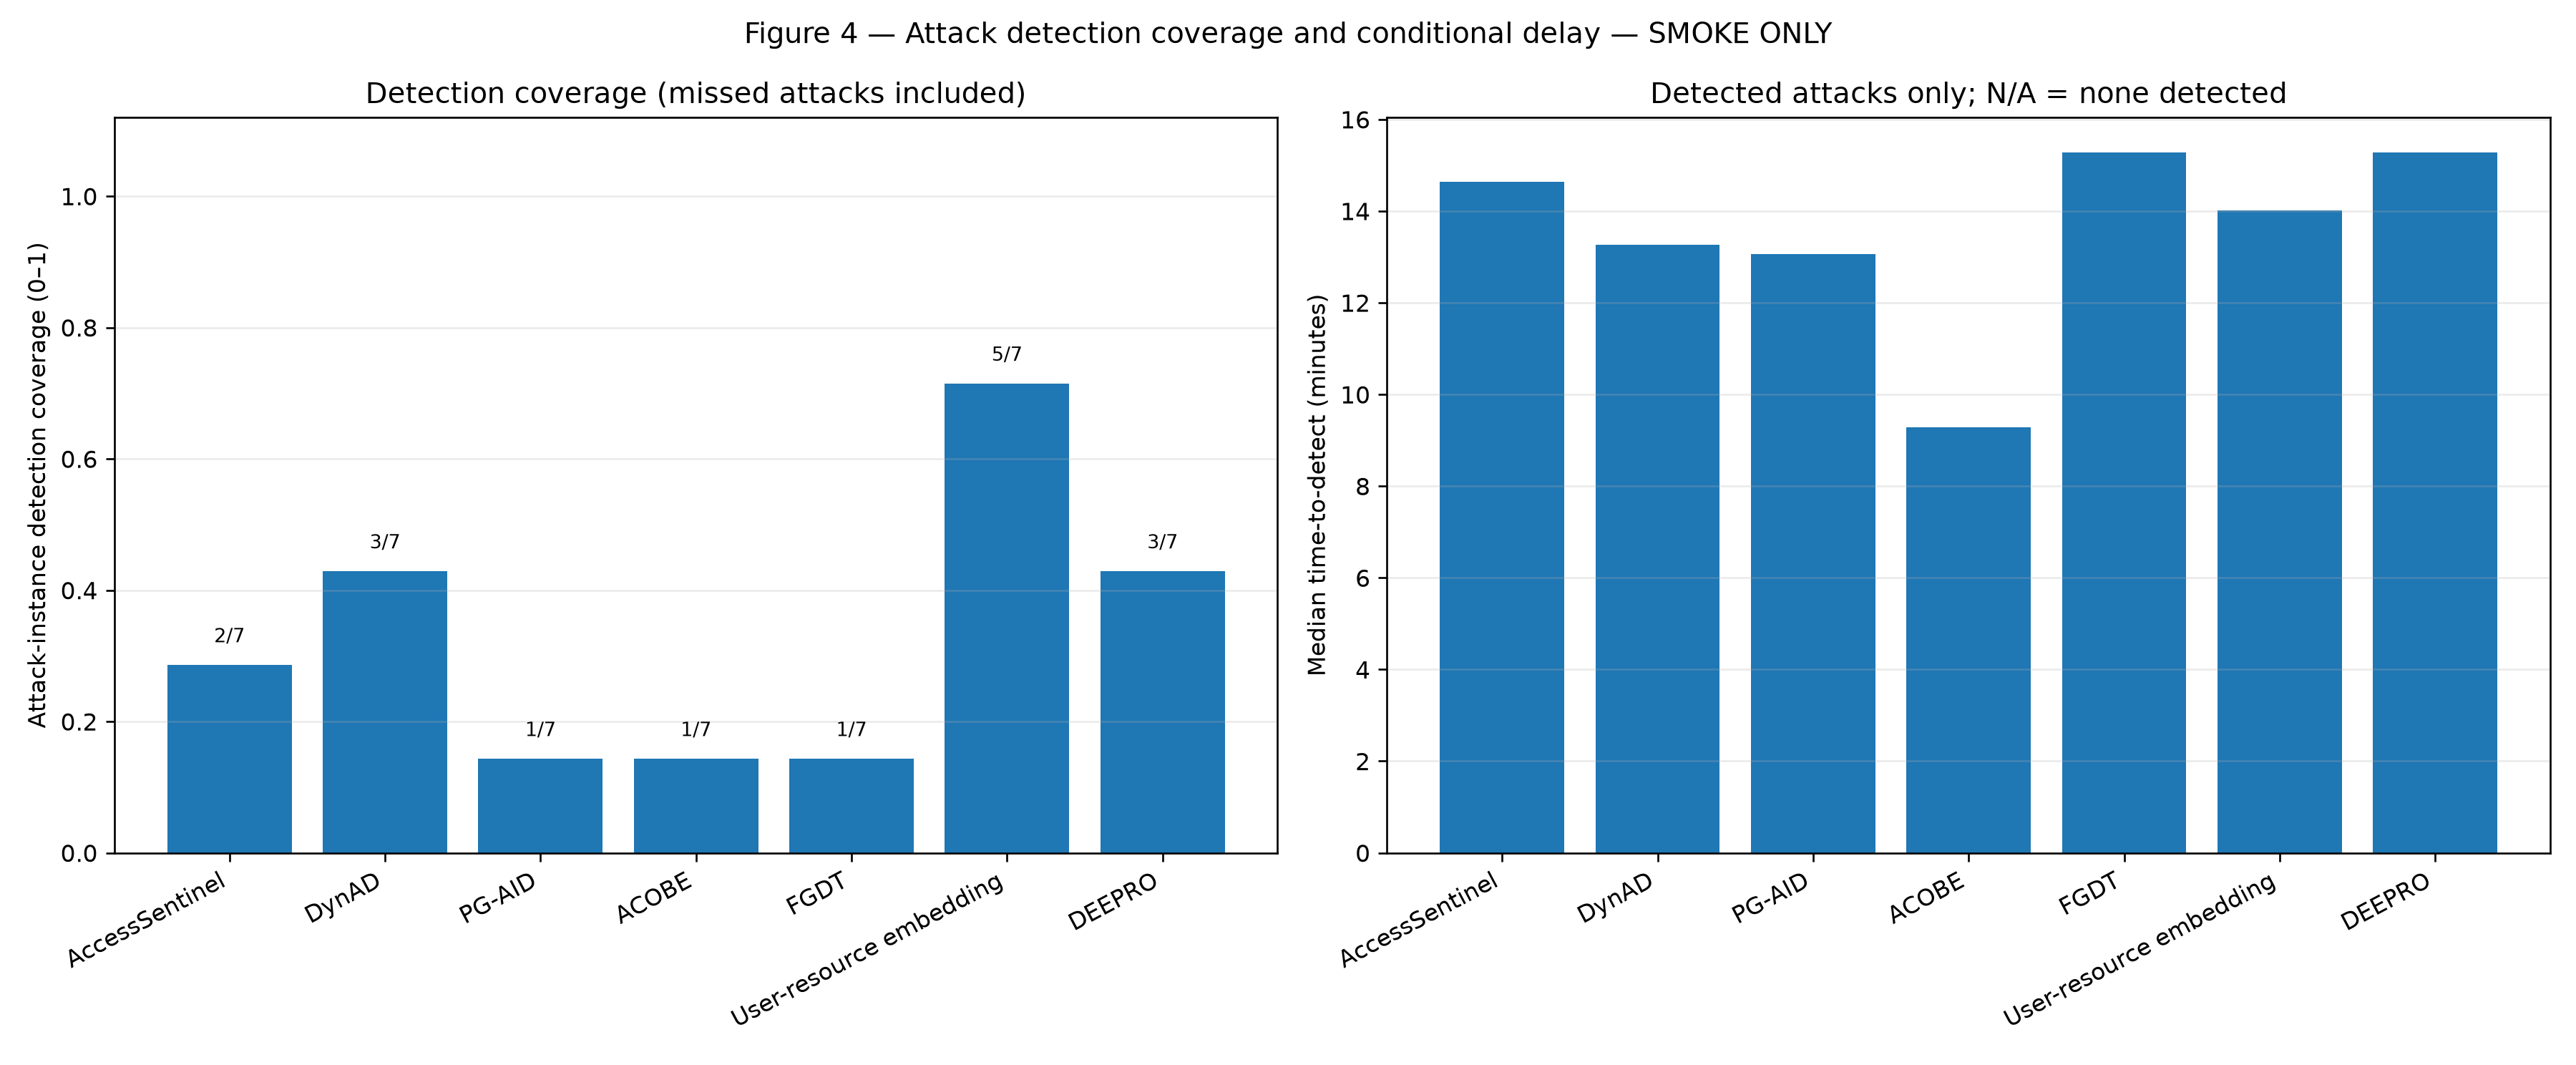 Figure 4 — Attack detection coverage and conditional delay — SMOKE ONLY
Detection coverage (missed attacks included)
Attack-instance detection coverage (0–1)
1.0
0.8
0.6
0.4
0.2
0.0
2/7
3/7
1/7
1/7
1/7
5/7
3/7
AccessSentinel
DynAD
PG-AID
ACOBE
FGDT
User-resource embedding
DEEPRO
Detected attacks only; N/A = none detected
Median time-to-detect (minutes)
16
14
12
10
8
6
4
2
0
AccessSentinel
DynAD
PG-AID
ACOBE
FGDT
User-resource embedding
DEEPRO